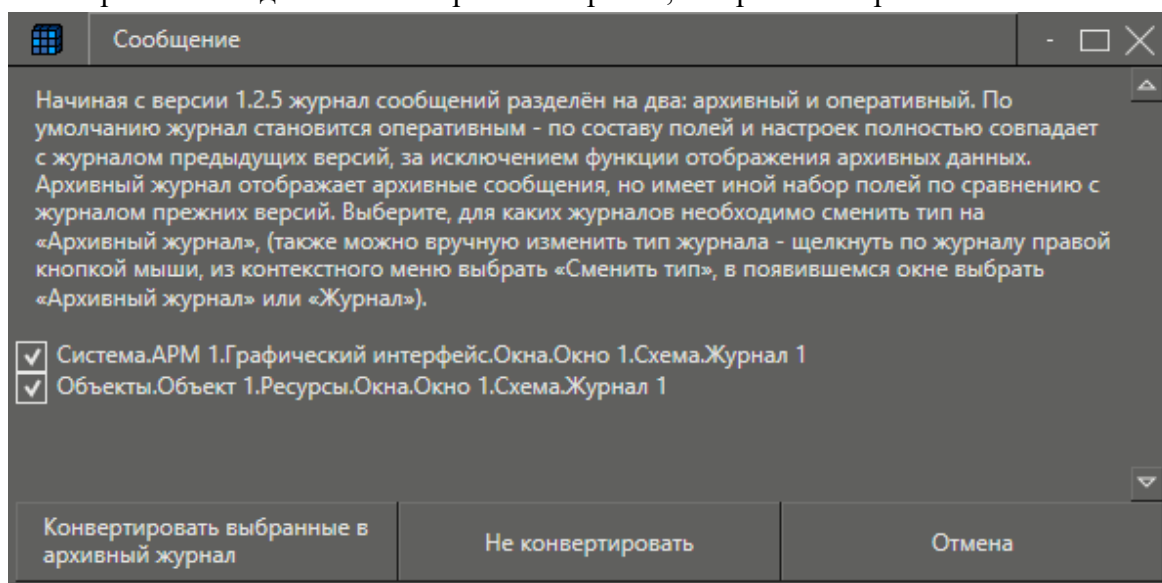 Сообщение
Начиная с версии 1.2.5 журнал сообщений разделён на два: архивный и оперативный. По
умолчанию журнал становится оперативным - по составу полей и настроек полностью совпадает
с журналом предыдущих версий, за исключением функции отображения архивных данных.
Архивный журнал отображает архивные сообщения, но имеет иной набор полей по сравнению с
журналом прежних версий. Выберите, для каких журналов необходимо сменить тип на
«Архивный журнал», (также можно вручную изменить тип журнала - щелкнуть по журналу правой
кнопкой мыши, из контекстного меню выбрать «Сменить тип», в появившемся окне выбрать
«Архивный журнал» или «Журнал»).
Система.АРМ 1.Графический интерфейс.Окна.Окно 1.Схема.Журнал 1
Объекты.Объект 1.Ресурсы.Окна.Окно 1.Схема.Журнал 1
Конвертировать выбранные в
архивный журнал
Не конвертировать
Отмена